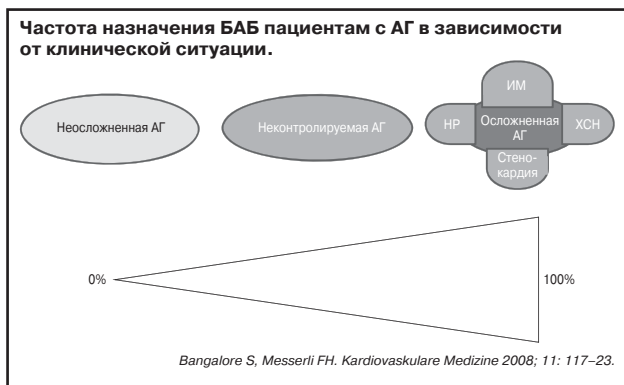 Частота назначения БАБ пациентам с АГ в зависимости
от клинической ситуации.
Неосложненная АГ
Неконтролируемая АГ
ИМ
НР
Осложненная
АГ
ХСН
Стено-
кардия
0%
100%
Bangalore S, Messerli FH. Kardiovaskulare Medizine 2008; 11: 117–23.